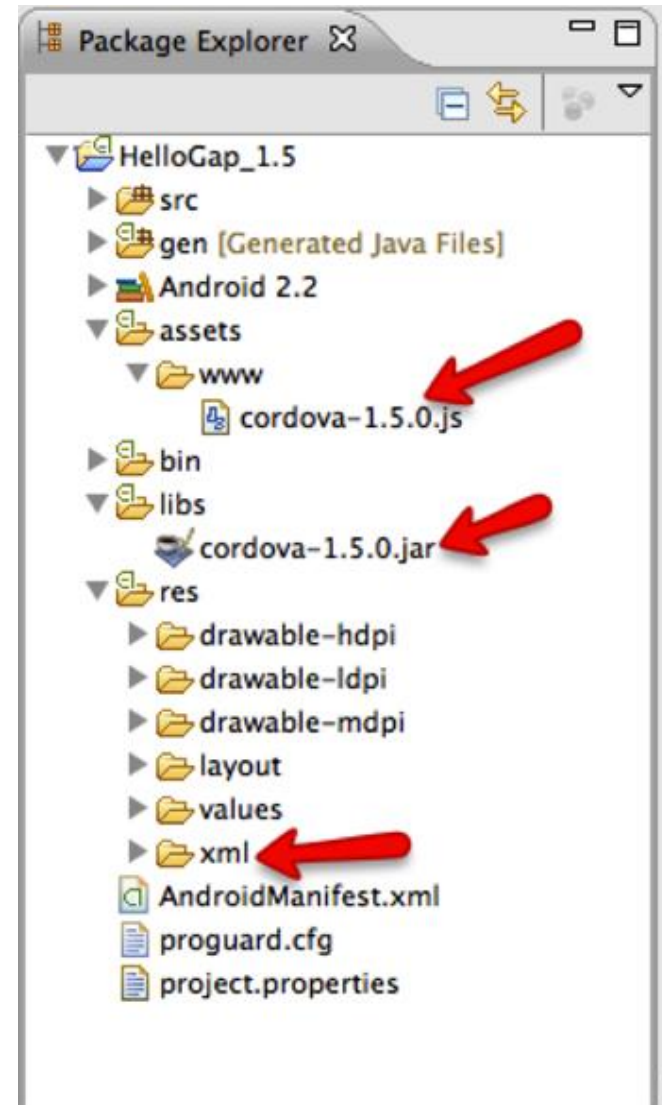 Package Explorer
HelloGap_1.5
src
gen [Generated Java Files]
Android 2.2
assets
www
cordova-1.5.0.js
bin
libs
cordova-1.5.0.jar
res
drawable-hdpi
drawable-ldpi
drawable-mdpi
layout
values
xml
AndroidManifest.xml
proguard.cfg
project.properties